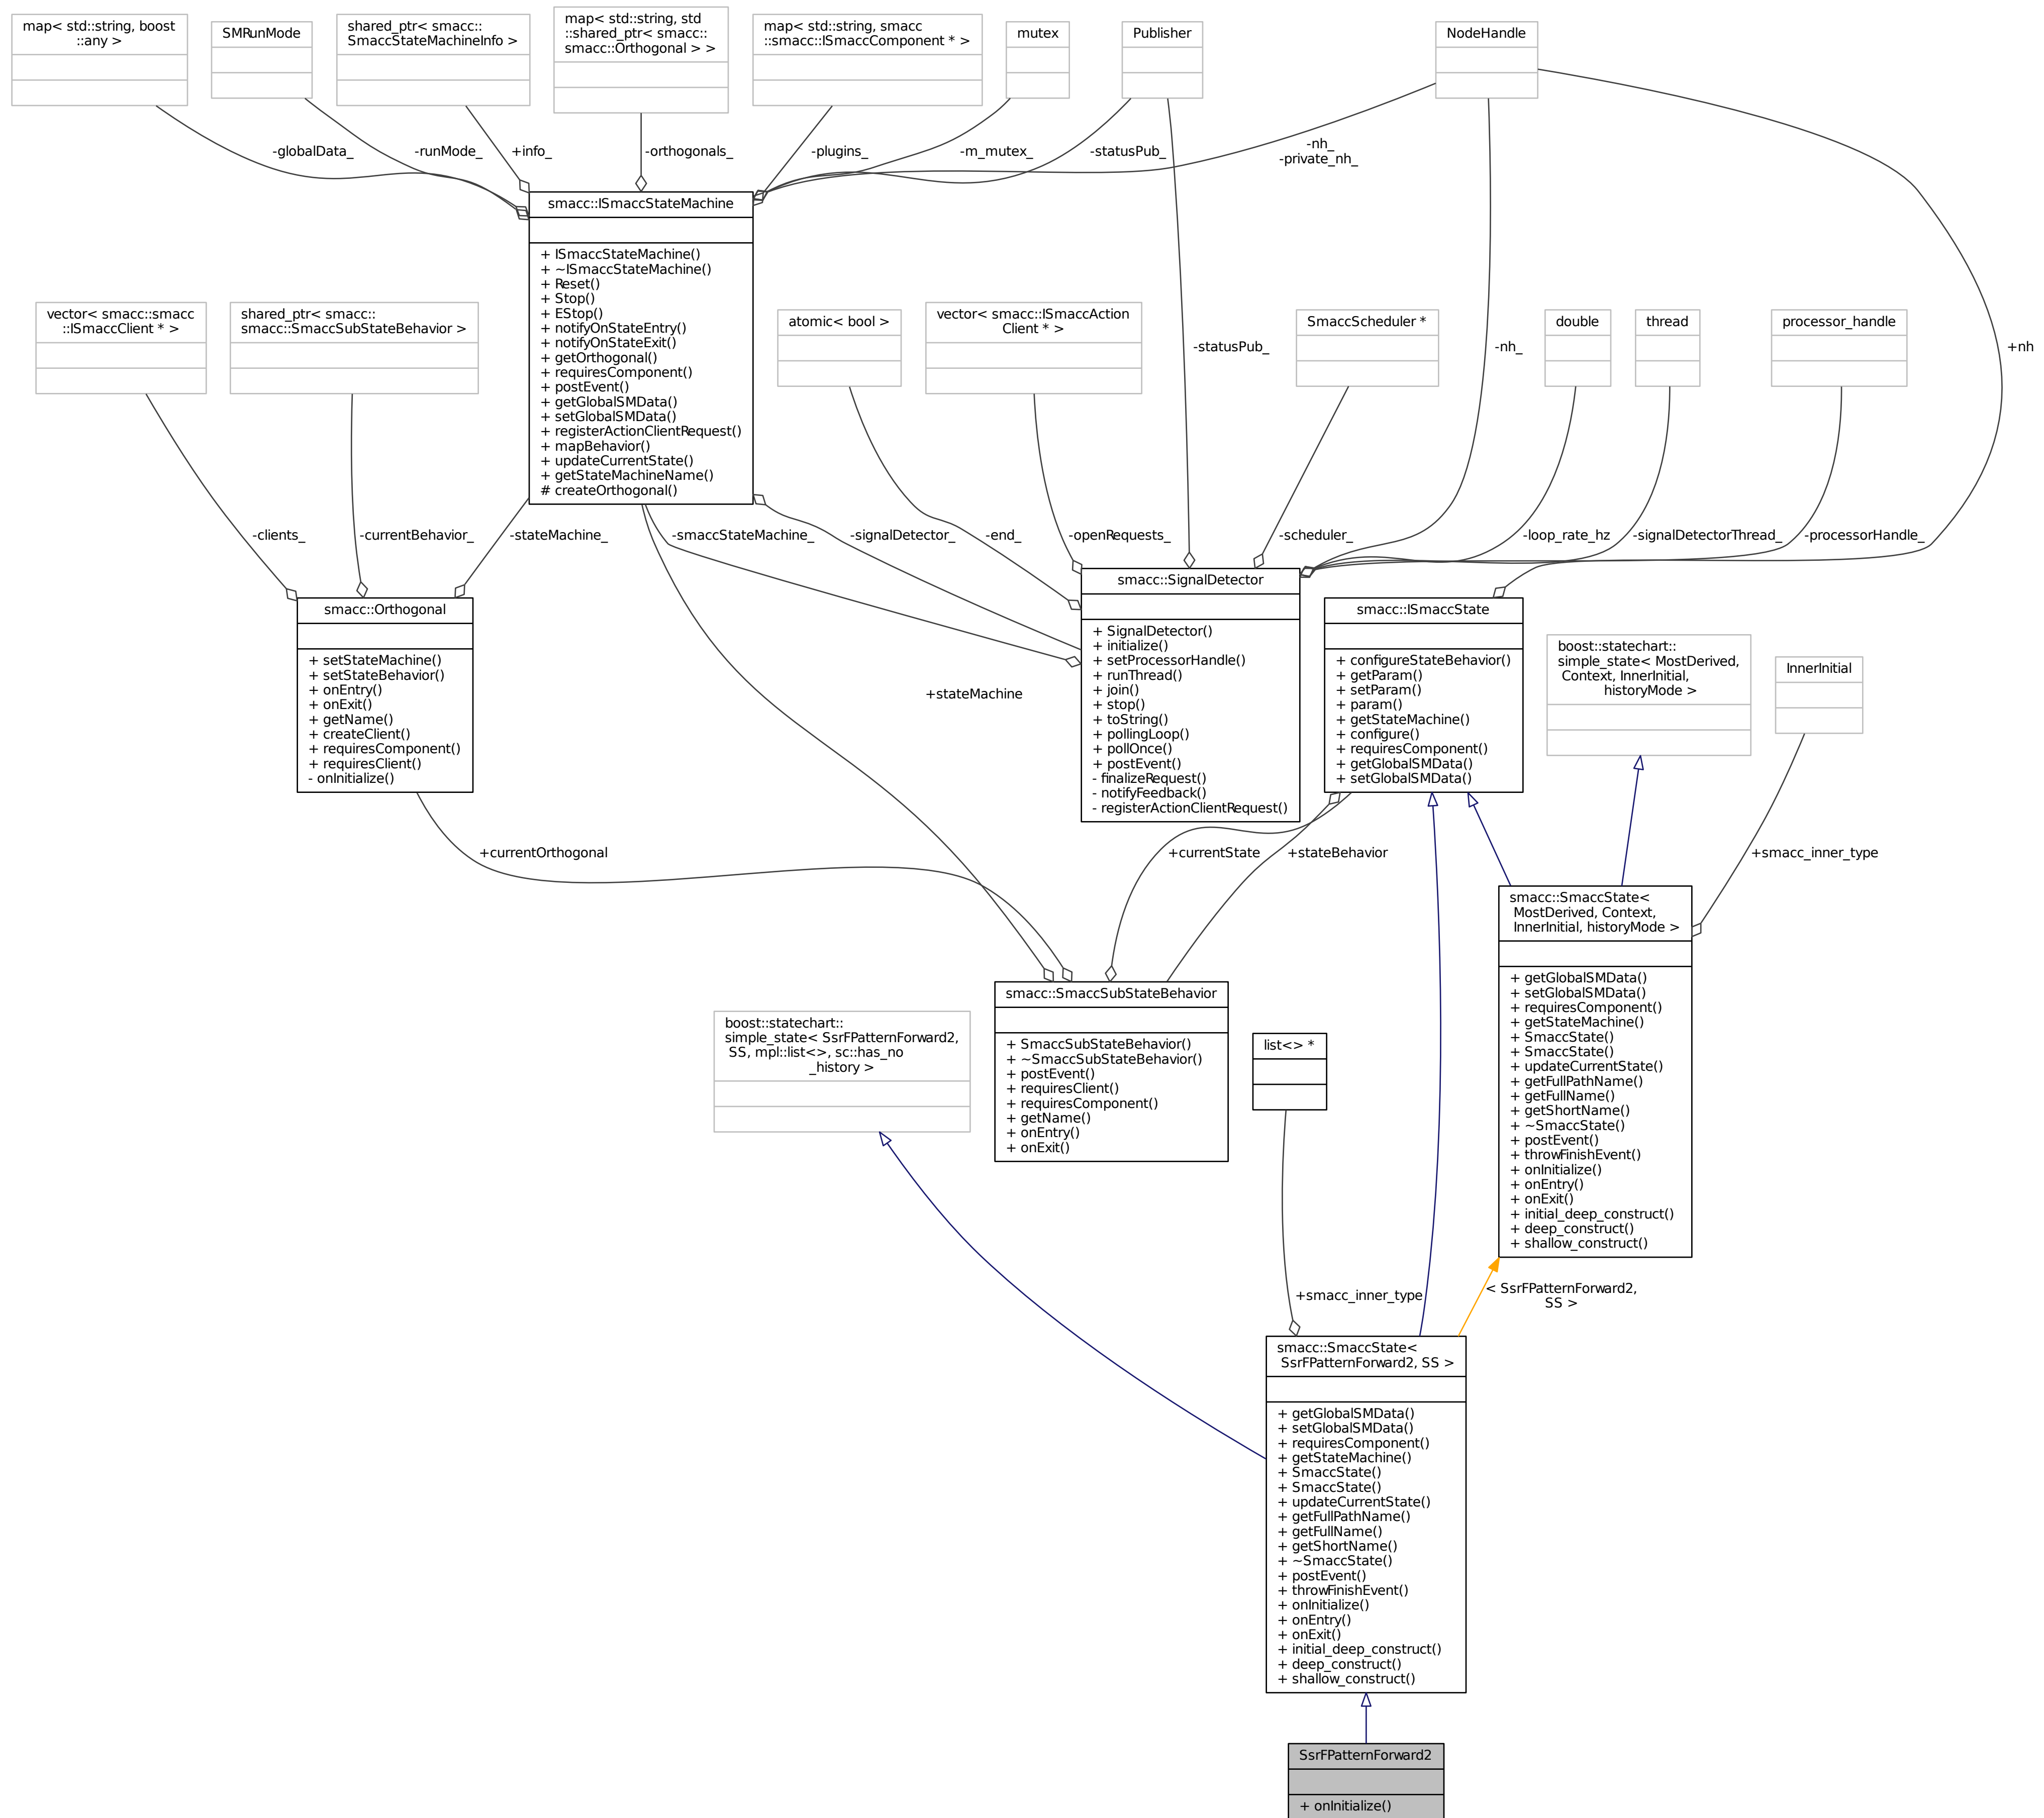 map< std::string, boost
::any >
SMRunMode
shared_ptr< smacc::
SmaccStateMachineInfo >
map< std::string, std
::shared_ptr< smacc::
smacc::Orthogonal > >
map< std::string, smacc
::smacc::ISmaccComponent * >
mutex
Publisher
NodeHandle
-globalData_
-runMode_
+info_
-orthogonals_
-plugins_
-m_mutex_
-statusPub_
-nh_
-private_nh_
smacc::ISmaccStateMachine
+ ISmaccStateMachine()
+ ~ISmaccStateMachine()
+ Reset()
+ Stop()
+ EStop()
+ notifyOnStateEntry()
+ notifyOnStateExit()
+ getOrthogonal()
+ requiresComponent()
+ postEvent()
+ getGlobalSMData()
+ setGlobalSMData()
+ registerActionClientRequest()
+ mapBehavior()
+ updateCurrentState()
+ getStateMachineName()
# createOrthogonal()
vector< smacc::smacc
::ISmaccClient * >
shared_ptr< smacc::
smacc::SmaccSubStateBehavior >
atomic< bool >
vector< smacc::ISmaccAction
Client * >
-statusPub_
SmaccScheduler *
-nh_
double
thread
processor_handle
+nh
-clients_
-currentBehavior_
-stateMachine_
-smaccStateMachine_
-signalDetector_
-end_
-openRequests_
-scheduler_
-loop_rate_hz
-signalDetectorThread_
-processorHandle_
smacc::Orthogonal
+ setStateMachine()
+ setStateBehavior()
+ onEntry()
+ onExit()
+ getName()
+ createClient()
+ requiresComponent()
+ requiresClient()
- onInitialize()
+stateMachine
smacc::SignalDetector
+ SignalDetector()
+ initialize()
+ setProcessorHandle()
+ runThread()
+ join()
+ stop()
+ toString()
+ pollingLoop()
+ pollOnce()
+ postEvent()
- finalizeRequest()
- notifyFeedback()
- registerActionClientRequest()
smacc::ISmaccState
+ configureStateBehavior()
+ getParam()
+ setParam()
+ param()
+ getStateMachine()
+ configure()
+ requiresComponent()
+ getGlobalSMData()
+ setGlobalSMData()
boost::statechart::
simple_state< MostDerived,
Context, InnerInitial,
historyMode >
InnerInitial
+currentOrthogonal
+currentState
+stateBehavior
+smacc_inner_type
smacc::SmaccState<
MostDerived, Context,
InnerInitial, historyMode >
+ getGlobalSMData()
+ setGlobalSMData()
+ requiresComponent()
+ getStateMachine()
+ SmaccState()
+ SmaccState()
+ updateCurrentState()
+ getFullPathName()
+ getFullName()
+ getShortName()
+ ~SmaccState()
+ postEvent()
+ throwFinishEvent()
+ onInitialize()
+ onEntry()
+ onExit()
+ initial_deep_construct()
+ deep_construct()
+ shallow_construct()
boost::statechart::
simple_state< SsrFPatternForward2,
SS, mpl::list<>, sc::has_no
_history >
smacc::SmaccSubStateBehavior
+ SmaccSubStateBehavior()
+ ~SmaccSubStateBehavior()
+ postEvent()
+ requiresClient()
+ requiresComponent()
+ getName()
+ onEntry()
+ onExit()
list<> *
+smacc_inner_type
< SsrFPatternForward2,
SS >
smacc::SmaccState<
SsrFPatternForward2, SS >
+ getGlobalSMData()
+ setGlobalSMData()
+ requiresComponent()
+ getStateMachine()
+ SmaccState()
+ SmaccState()
+ updateCurrentState()
+ getFullPathName()
+ getFullName()
+ getShortName()
+ ~SmaccState()
+ postEvent()
+ throwFinishEvent()
+ onInitialize()
+ onEntry()
+ onExit()
+ initial_deep_construct()
+ deep_construct()
+ shallow_construct()
SsrFPatternForward2
+ onInitialize()